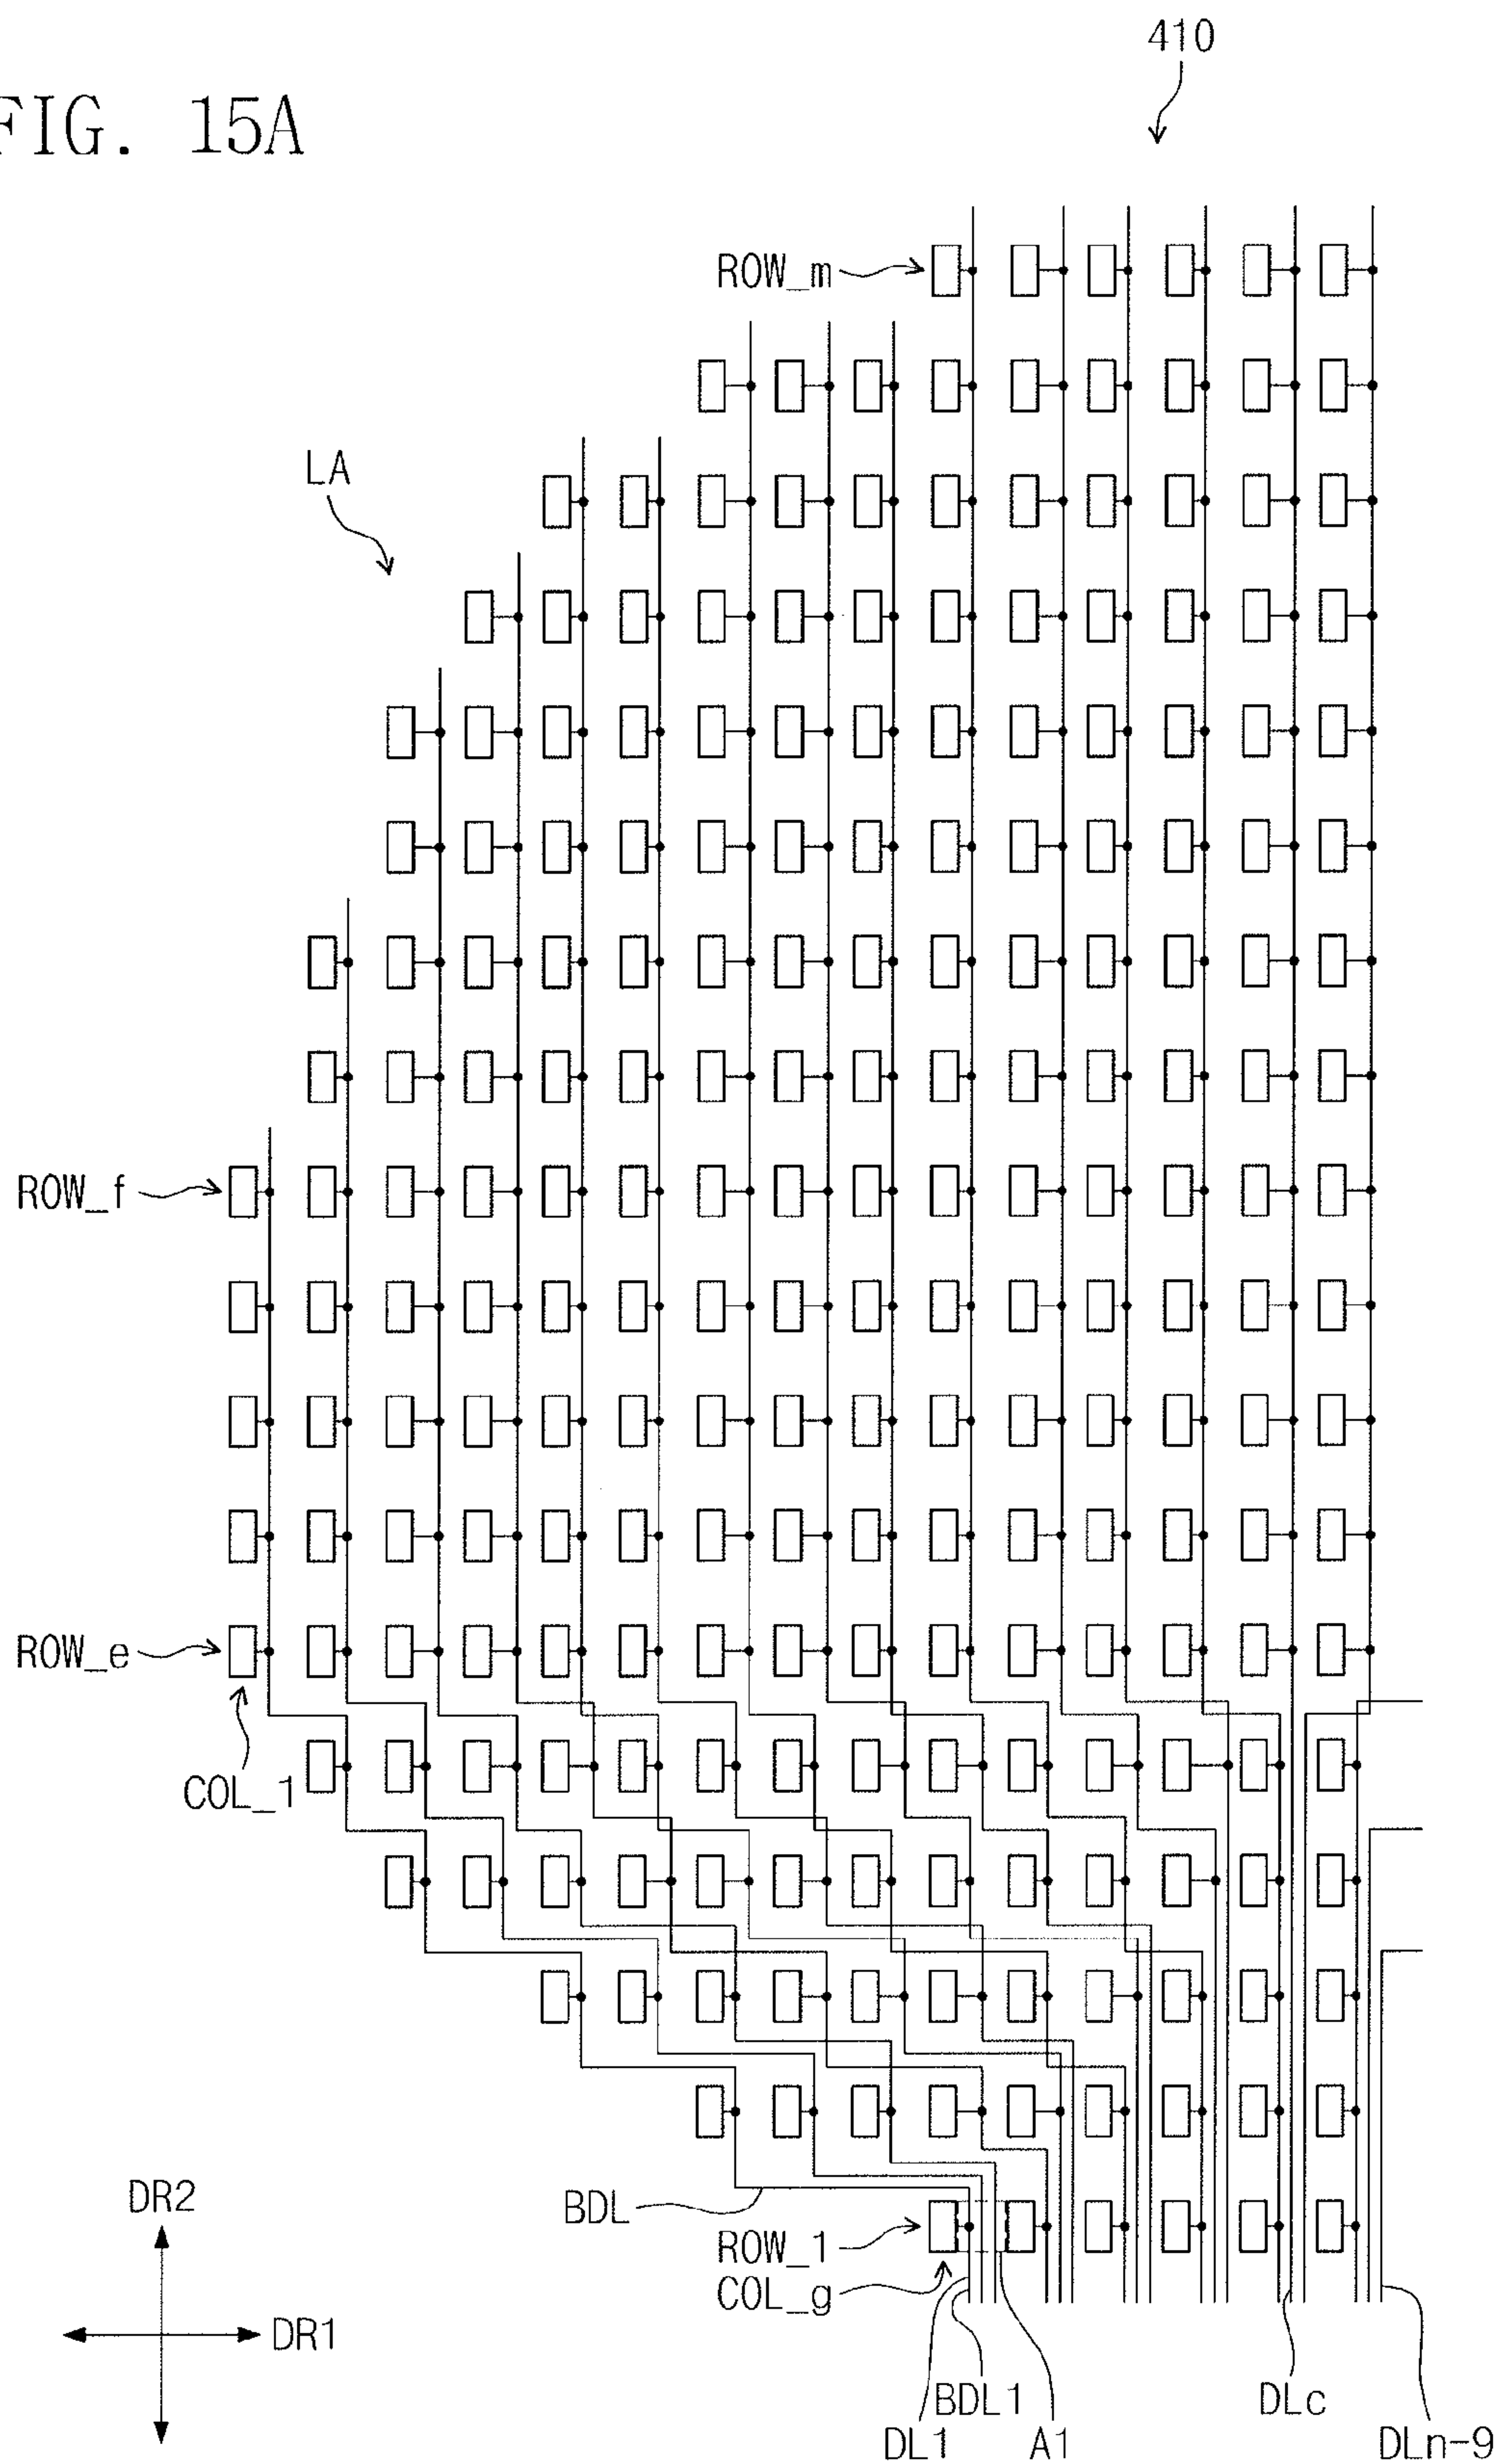 410
FIG. 15A
ROW_m
LA
ROW_f
ROW_e
COL_1
DR2
BDL
ROW_1
COL_g
DR1
BDL1
DLc
DL1
A1
DLn-9